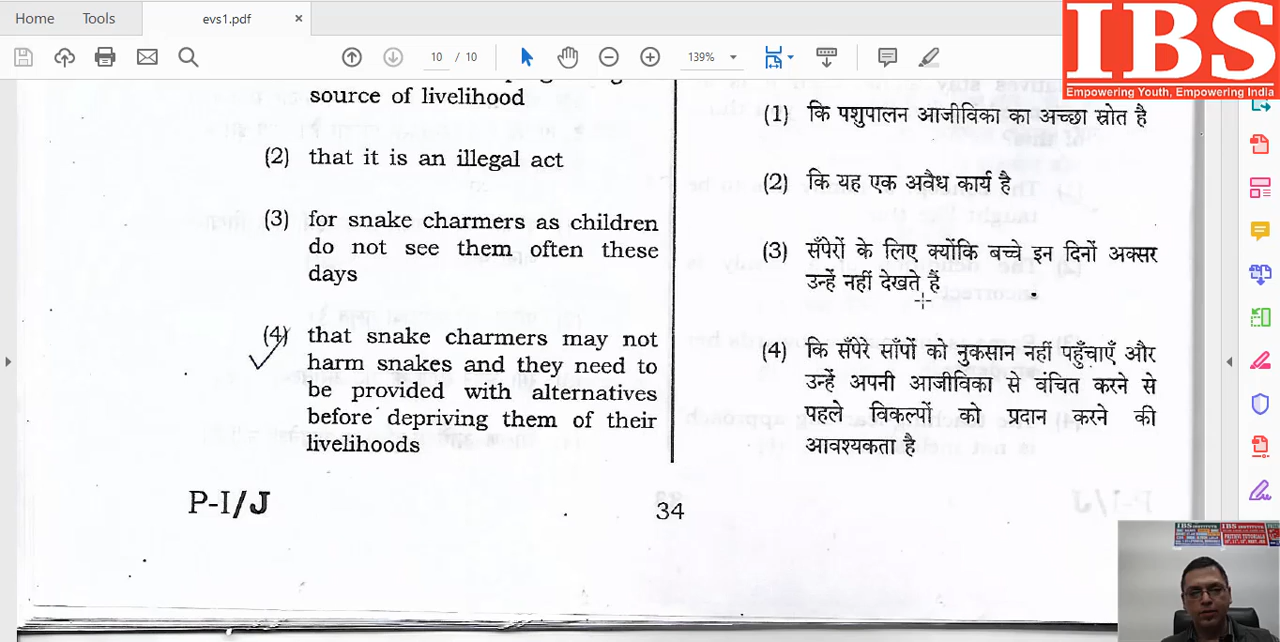 Home Tools evs1.pdf ×
10 / 10 139%
IBS
Empowering Youth, Empowering India
source of livelihood
(2) that it is an illegal act
(3) for snake charmers as children
do not see them often these
days
(4) that snake charmers may not
harm snakes and they need to
be provided with alternatives
before depriving them of their
livelihoods
(1) कि पशुपालन आजीविका का अच्छा स्रोत है
(2) कि यह एक अवैध कार्य है
(3) सँपेरों के लिए क्योंकि बच्चे इन दिनों अक्सर
उन्हें नहीं देखते हैं
(4) कि सँपेरे साँपों को नुकसान नहीं पहुँचाएँ और
उन्हें अपनी आजीविका से वंचित करने से
पहले विकल्पों को प्रदान करने की
आवश्यकता है
P-I/J
34
IBS INSTITUTE